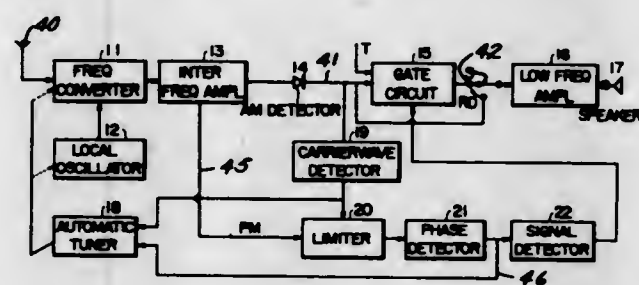 40
11
FREQ
CONVERTER
13
INTER
FREQ AMPL
14
AM DETECTOR
41
T
15
GATE
CIRCUIT
42
RD
16
LOW FREQ
AMPL
17
SPEAKER
12
LOCAL
OSCILLATOR
45
19
CARRIERWAVE
DETECTOR
18
AUTOMATIC
TUNER
FM
20
LIMITER
21
PHASE
DETECTOR
22
SIGNAL
DETECTOR
46